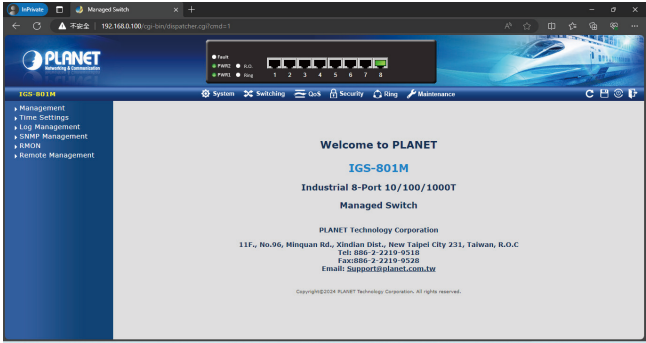 InPrivate
Managed Switch
不安全
192.168.0.100/cgi-bin/dispatcher.cgi?cmd=1
PLANET
Networking & Communication
Fault
PWR2 R.O.
PWR1 Ring
1 2 3 4 5 6 7 8
IGS-801M
System Switching QoS Security Ring Maintenance
Management
Time Settings
Log Management
SNMP Management
RMON
Remote Management
Welcome to PLANET
IGS-801M
Industrial 8-Port 10/100/1000T
Managed Switch
PLANET Technology Corporation
11F., No.96, Minquan Rd., Xindian Dist., New Taipei City 231, Taiwan, R.O.C
Tel: 886-2-2219-9518
Fax:886-2-2219-9528
Email: Support@planet.com.tw
Copyright©2024 PLANET Technology Corporation. All rights reserved.